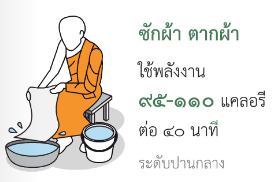 ซักผ้า ตากผ้า
ใช้พลังงาน
๙๕-๑๑๐ แคลอรี
ต่อ ๔๐ นาที
ระดับปานกลาง